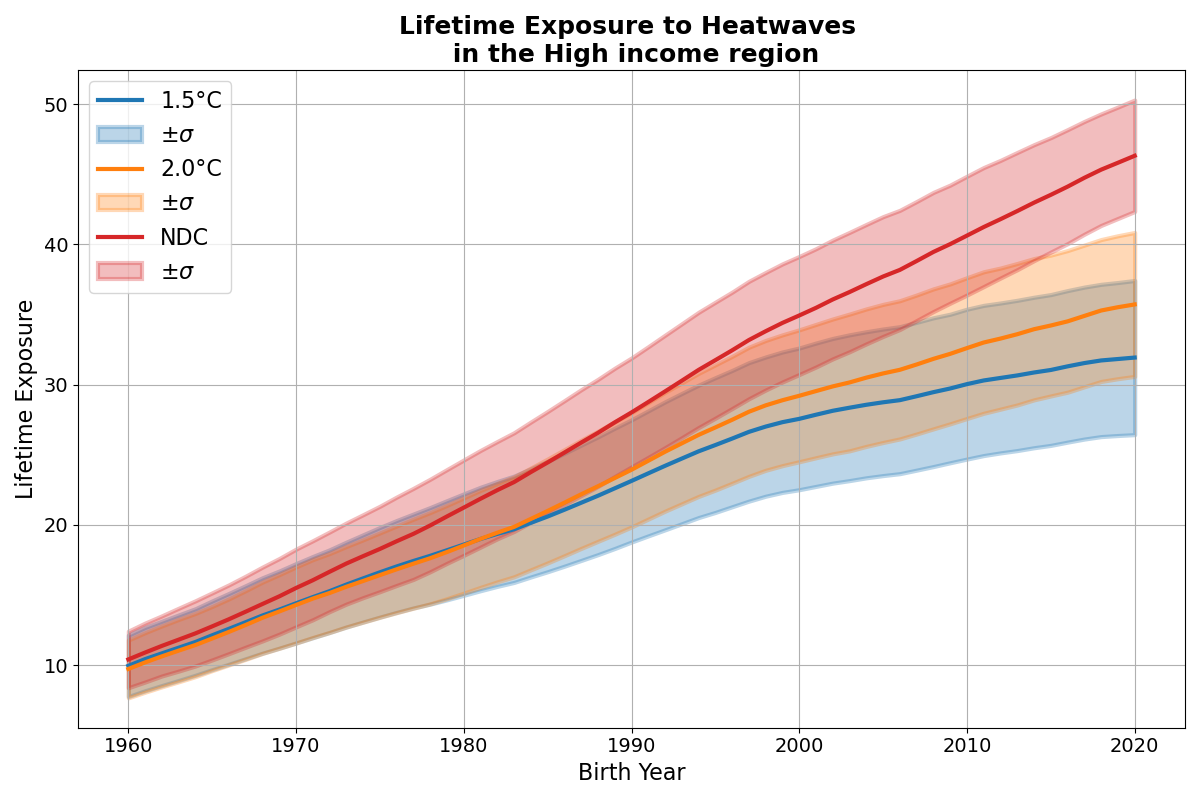 Lifetime Exposure to Heatwaves
in the High income region
1.5°C
±σ
2.0°C
±σ
NDC
±σ
Lifetime Exposure
50
40
30
20
10
1960 1970 1980 1990 2000 2010 2020
Birth Year